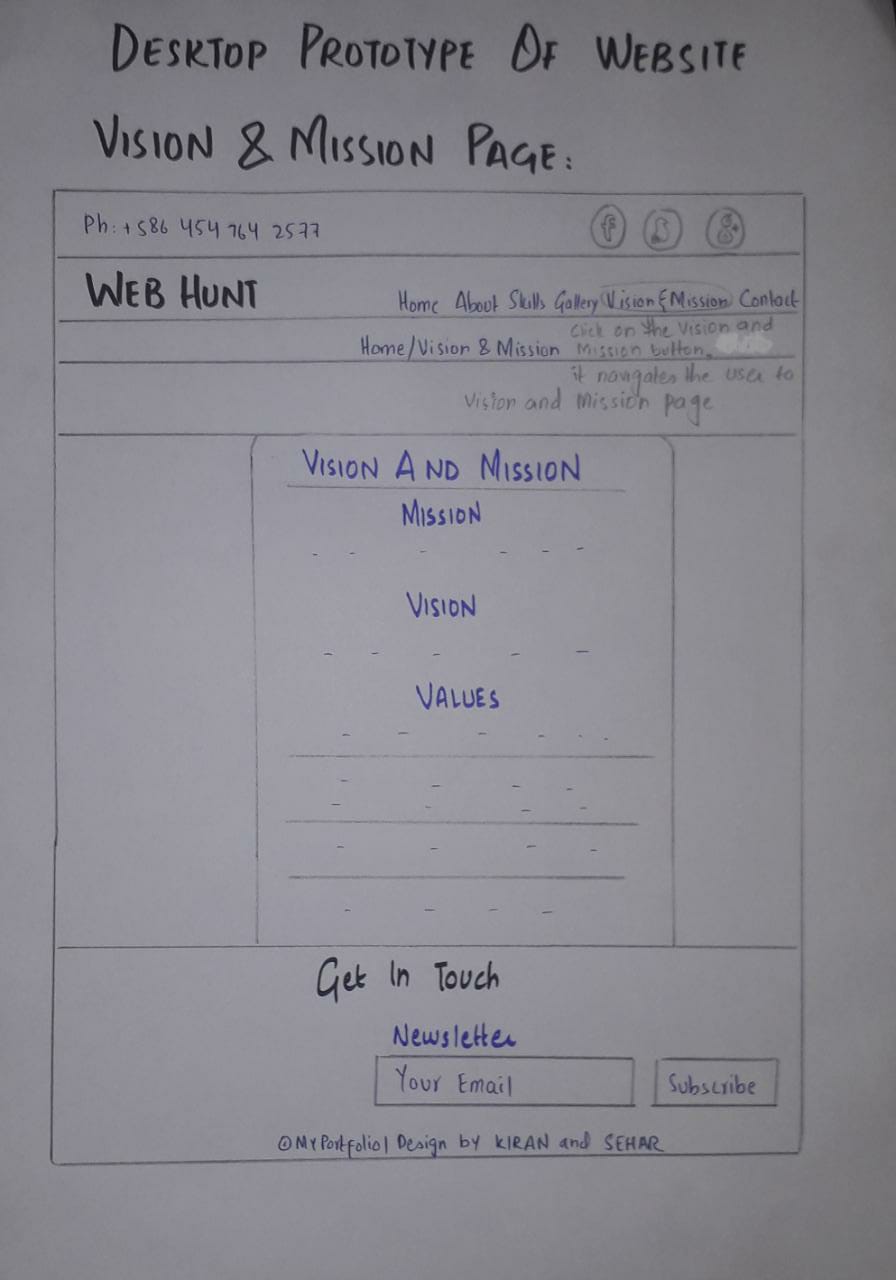 DESKTOP PROTOTYPE OF WEBSITE
VISION & MISSION PAGE:
Ph: +586 454 764 2577
WEB HUNT
Home About Skills Gallery Vision & Mission Contact
Click on the Vision and
Home/Vision & Mission Mission button.
it navigates the user to
Vision and Mission page
VISION AND MISSION
MISSION
VISION
VALUES
Get In Touch
Newsletter
Your Email
Subscribe
©MyPortfolio| Design by KIRAN and SEHAR